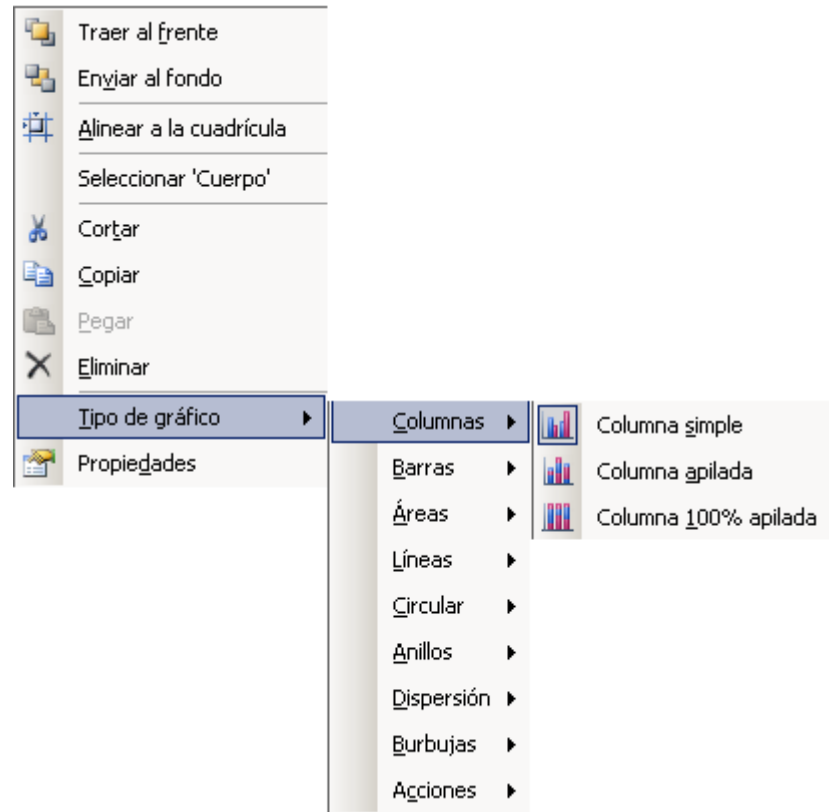 Traer al frente
Enviar al fondo
Alinear a la cuadrícula
Seleccionar 'Cuerpo'
Cortar
Copiar
Pegar
Eliminar
Tipo de gráfico
Propiedades
Columnas
Barras
Áreas
Líneas
Circular
Anillos
Dispersión
Burbujas
Acciones
Columna simple
Columna apilada
Columna 100% apilada